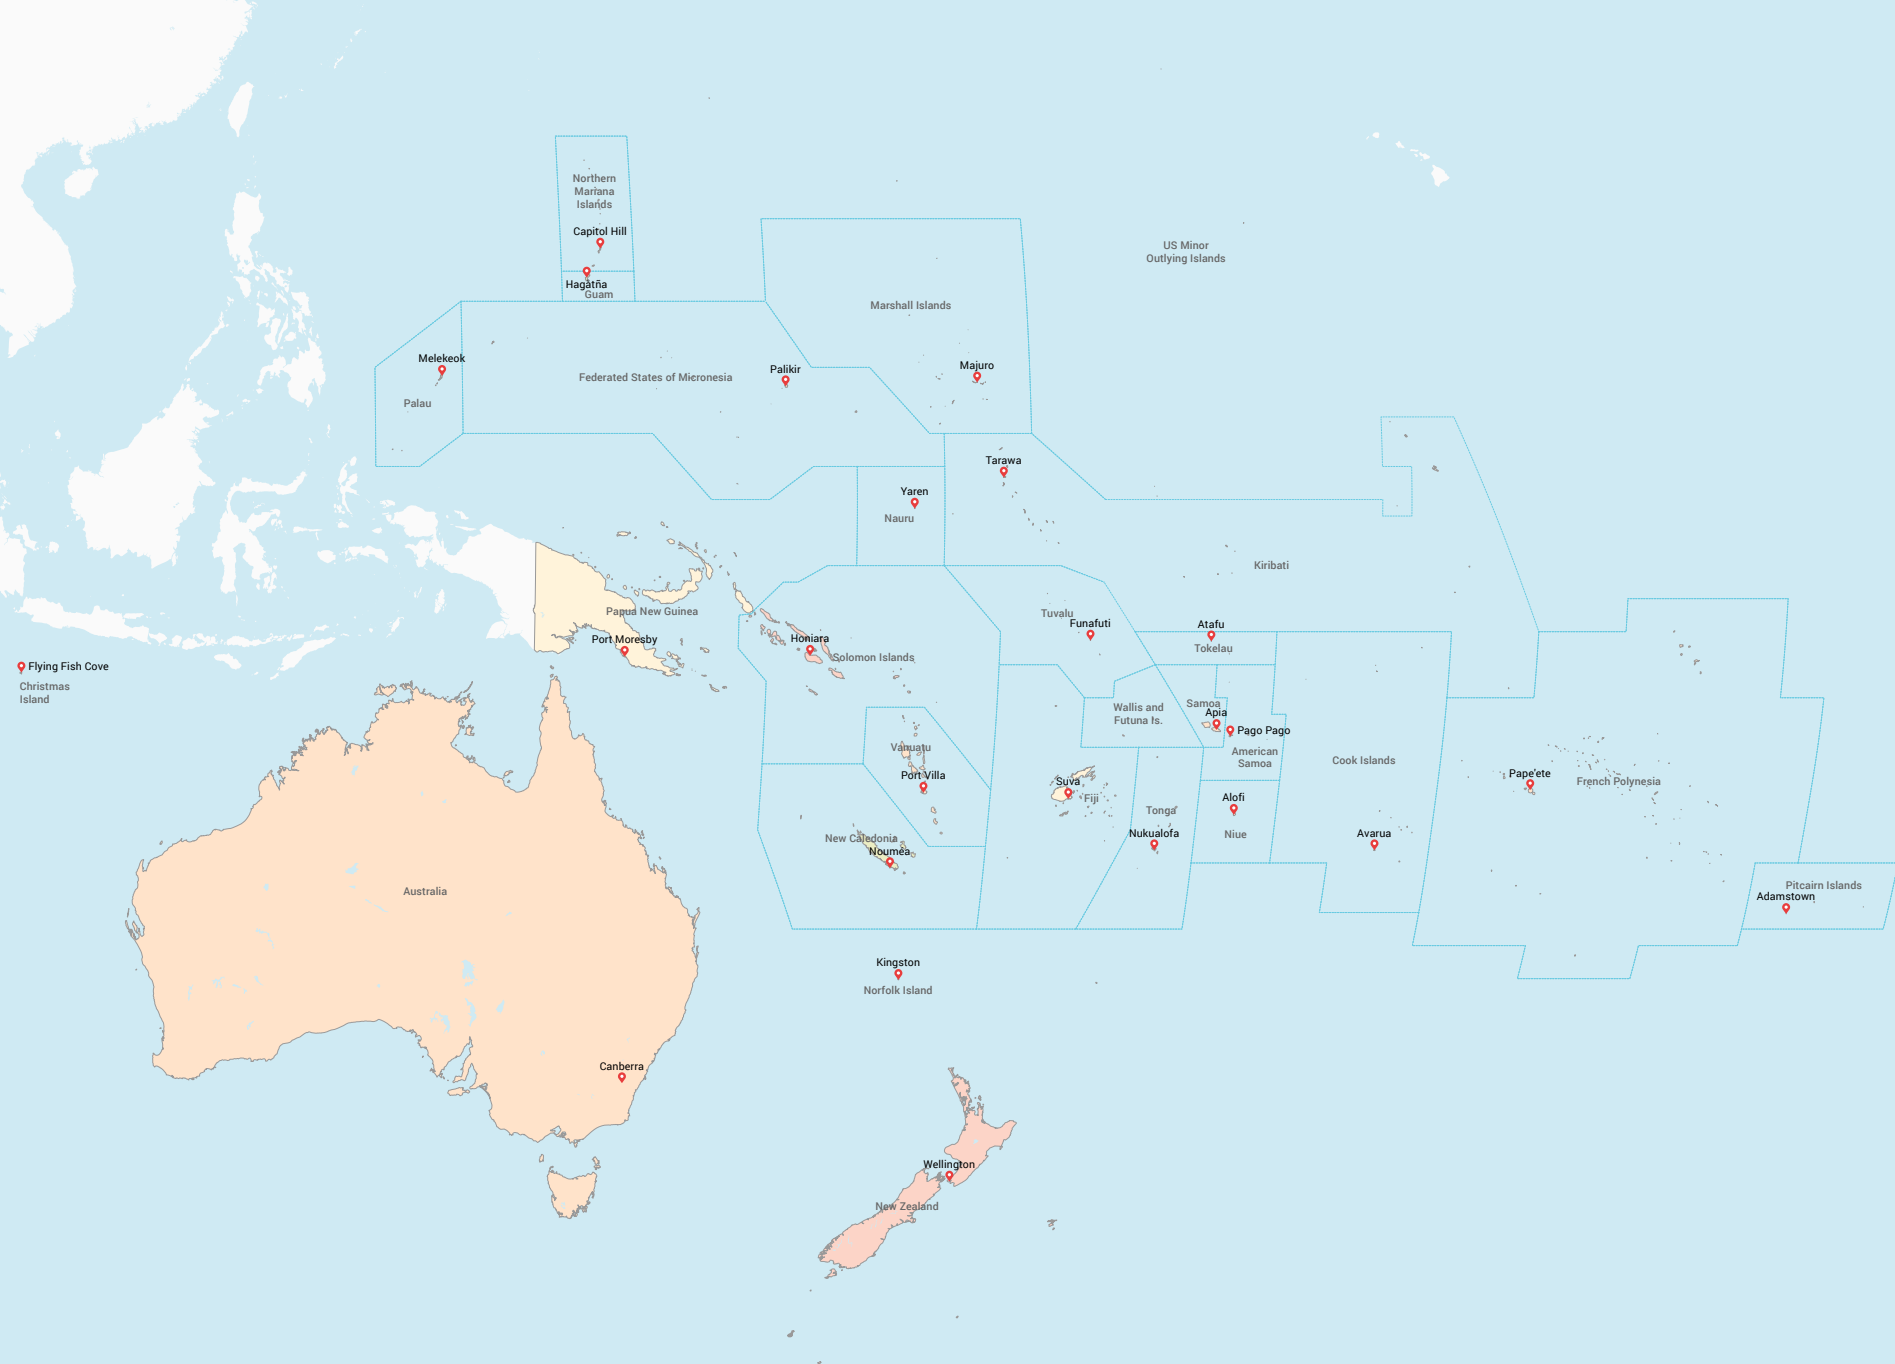 Northern
Mariana
Islands
Capitol Hill
Hagåtña
Guam
US Minor
Outlying Islands
Marshall Islands
Melekeok
Palau
Federated States of Micronesia
Palikir
Majuro
Tarawa
Yaren
Nauru
Kiribati
Papua New Guinea
Port Moresby
Honiara
Solomon Islands
Tuvalu
Funafuti
Atafu
Tokelau
Flying Fish Cove
Christmas
Island
Wallis and
Futuna Is.
Samoa
Apia
Pago Pago
American
Samoa
Vanuatu
Port Villa
Suva
Fiji
Cook Islands
Pape'ete
French Polynesia
Tonga
Nukualofa
Alofi
Niue
Avarua
New Caledonia
Nouméa
Australia
Pitcairn Islands
Adamstown
Kingston
Norfolk Island
Canberra
Wellington
New Zealand